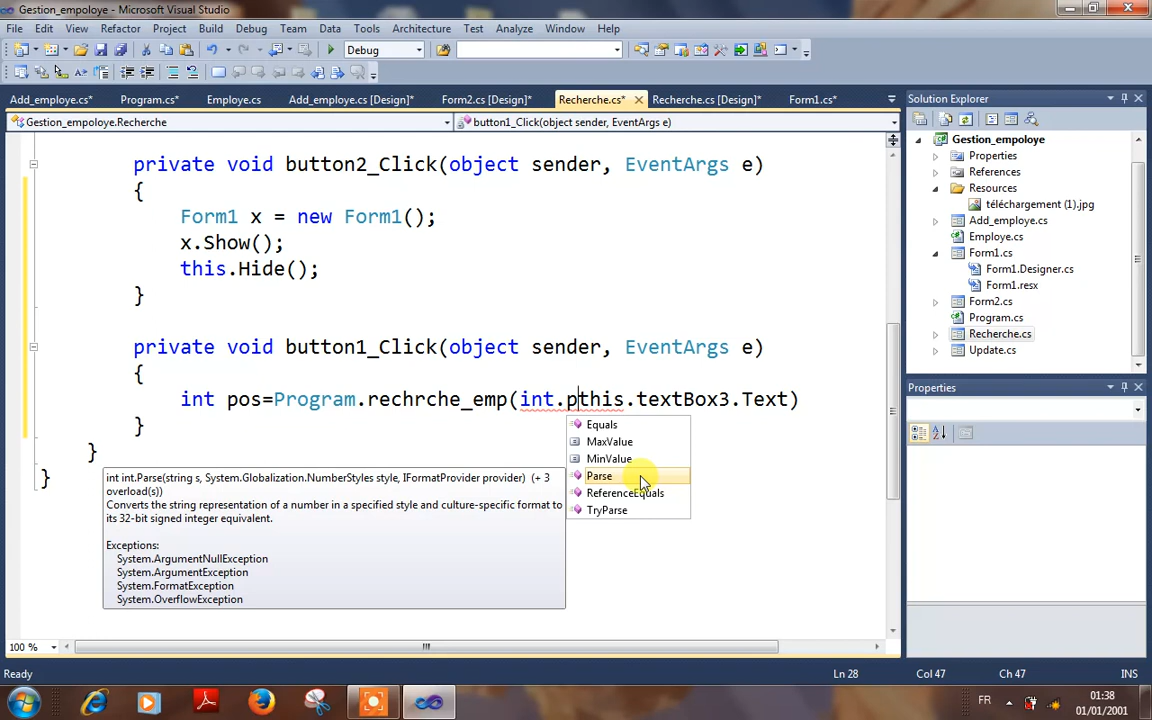 Gestion_empoloye - Microsoft Visual Studio
File Edit View Refactor Project Build Debug Team Data Tools Architecture Test Analyze Window Help
Debug
Add_employe.cs* Program.cs* Employe.cs Add_employe.cs [Design]* Form2.cs [Design]* Recherche.cs* Recherche.cs [Design]* Form1.cs*
Gestion_empoloye.Recherche button1_Click(object sender, EventArgs e)
private void button2_Click(object sender, EventArgs e)
{
Form1 x = new Form1();
x.Show();
this.Hide();
}
private void button1_Click(object sender, EventArgs e)
{
int pos=Program.rechrche_emp(int.pthis.textBox3.Text)
}
}
}
Equals
MaxValue
MinValue
Parse
ReferenceEquals
TryParse
int int.Parse(string s, System.Globalization.NumberStyles style, IFormatProvider provider) (+ 3
overload(s))
Converts the string representation of a number in a specified style and culture-specific format to
its 32-bit signed integer equivalent.
Exceptions:
System.ArgumentNullException
System.ArgumentException
System.FormatException
System.OverflowException
100 %
Solution Explorer
Gestion_empoloye
Properties
References
Resources
téléchargement (1).jpg
Add_employe.cs
Employe.cs
Form1.cs
Form1.Designer.cs
Form1.resx
Form2.cs
Program.cs
Recherche.cs
Update.cs
Properties
Ready Ln 28 Col 47 Ch 47 INS
FR 01:38
01/01/2001